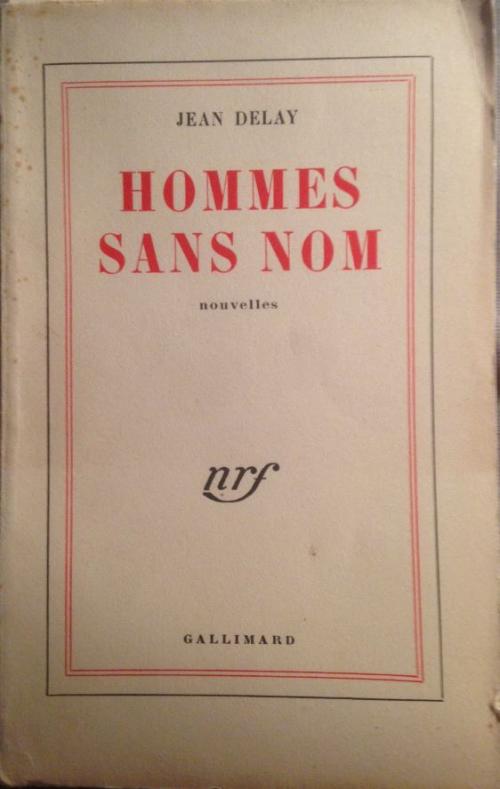 JEAN DELAY
HOMMES
SANS NOM
nouvelles
nrf
GALLIMARD